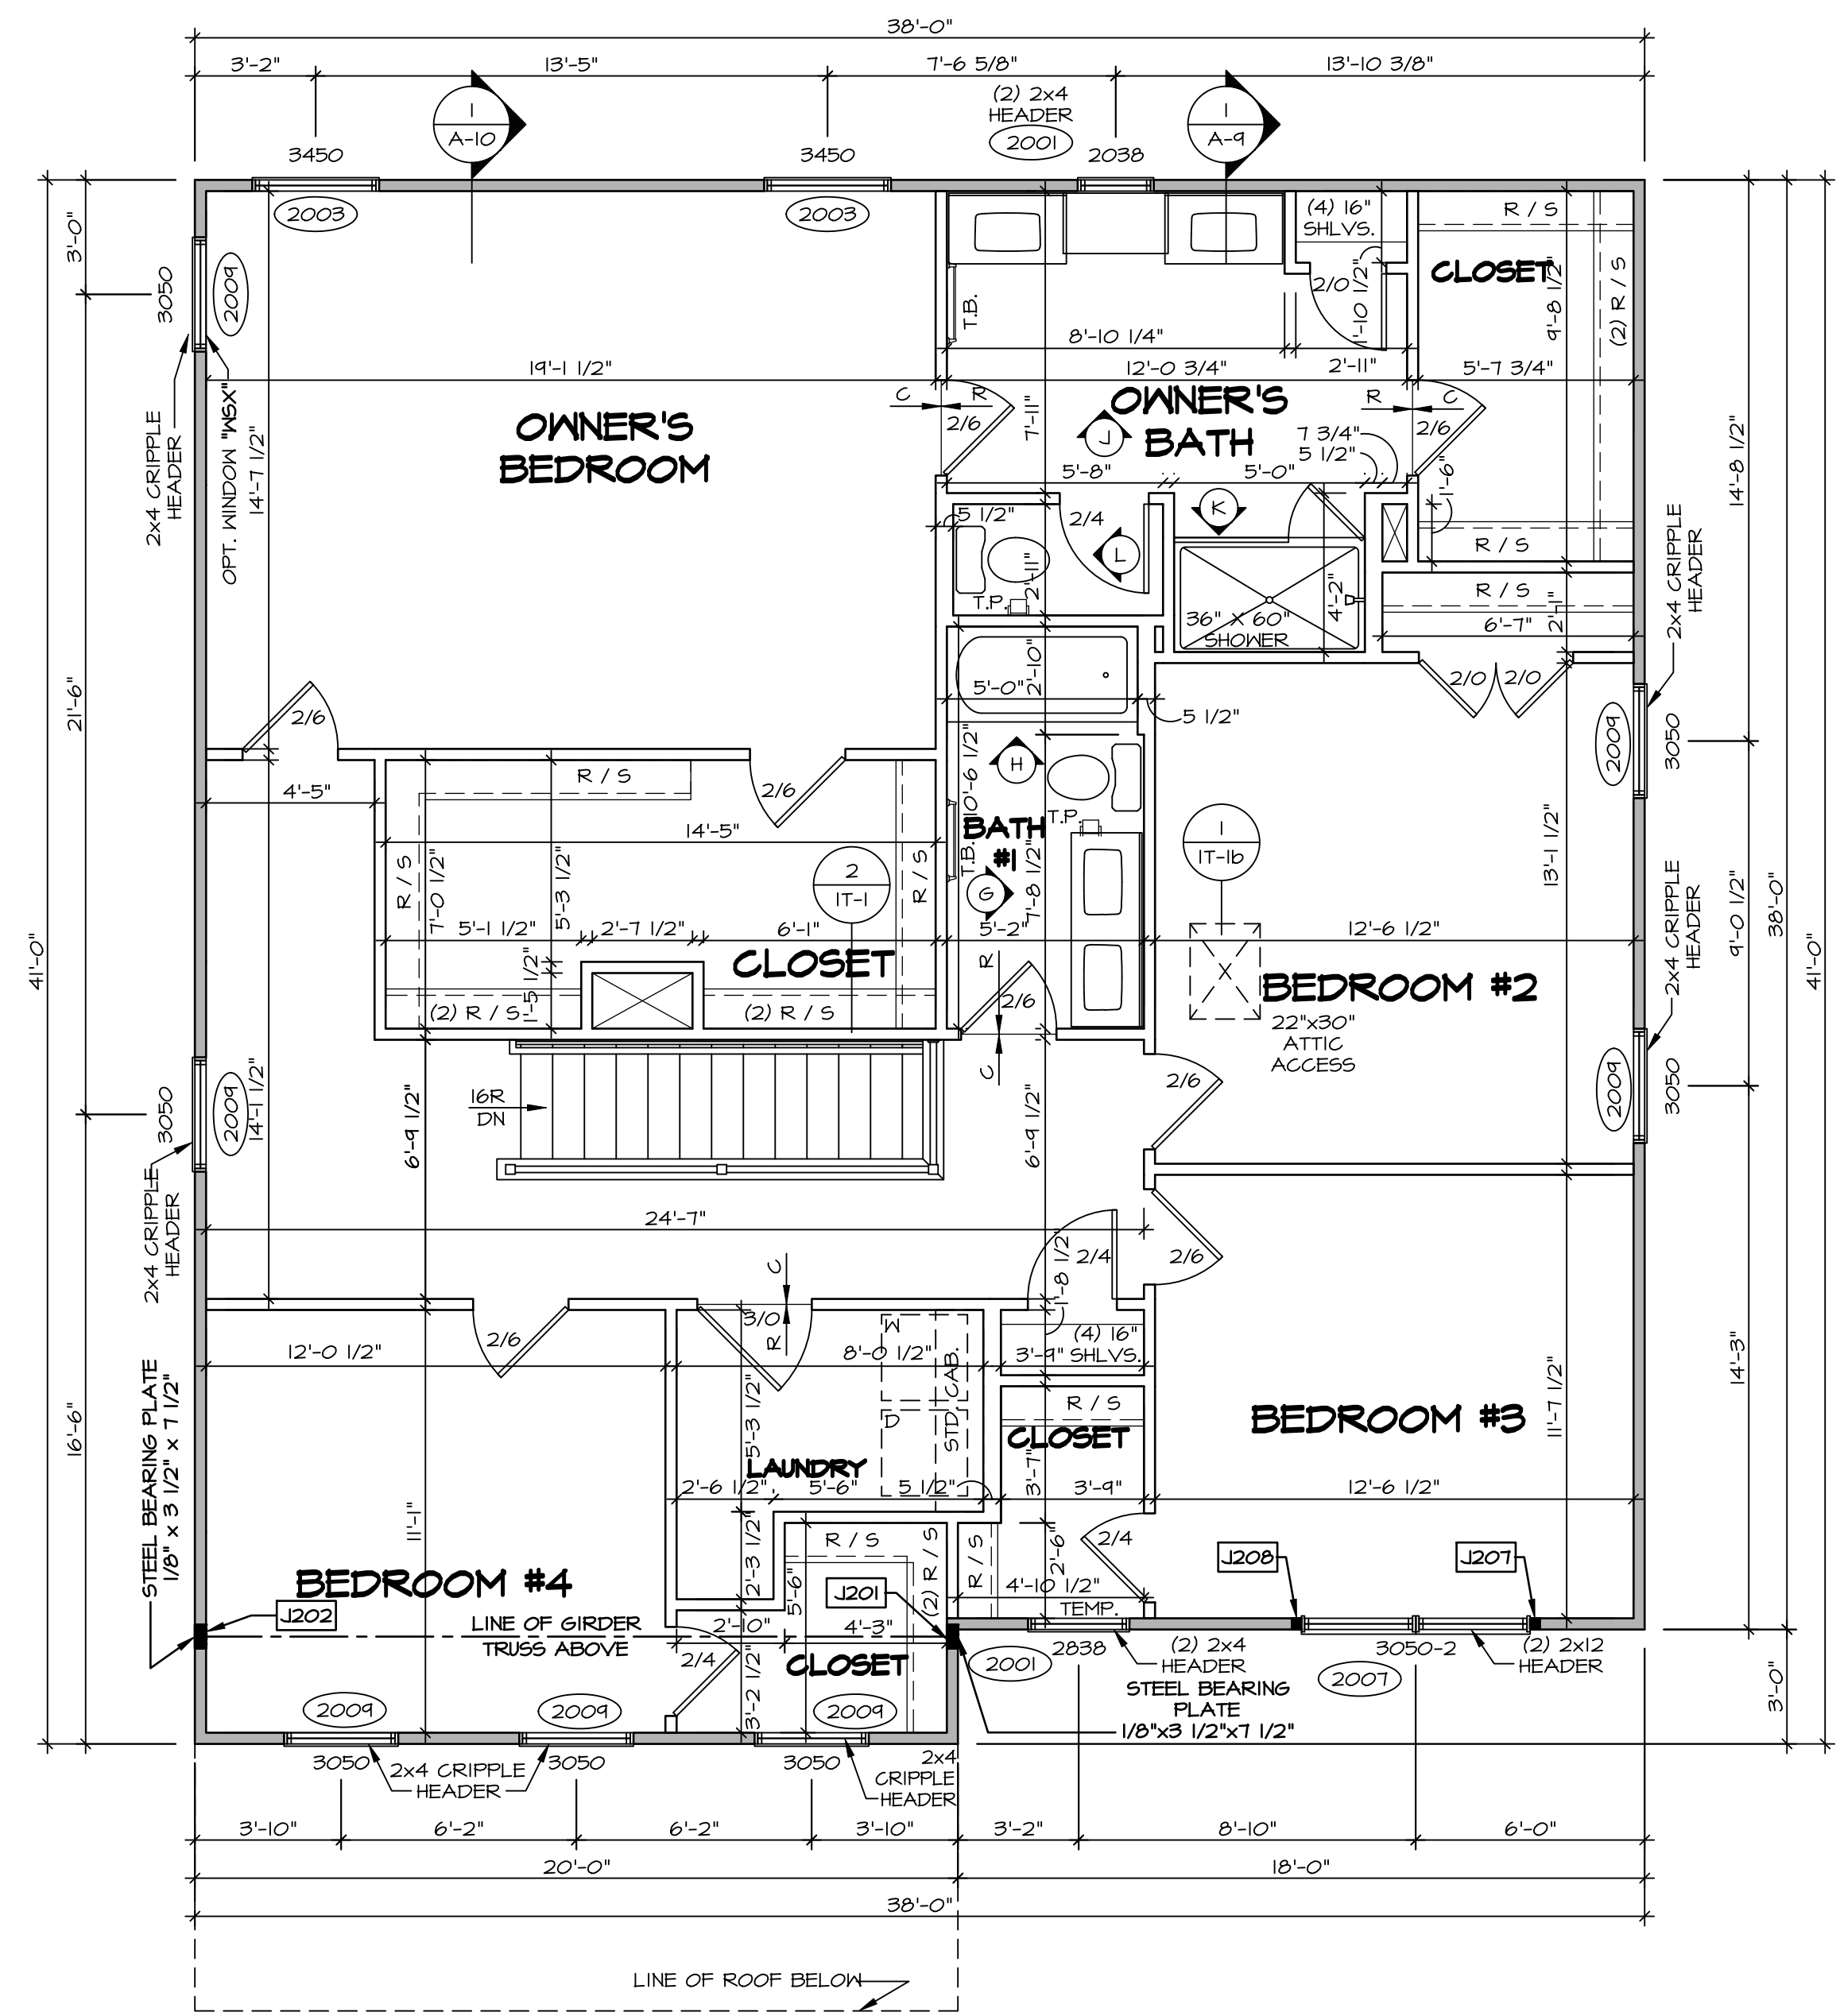 38'-0"
3'-2"
13'-5"
7'-6 5/8"
13'-10 3/8"
(2) 2x4
HEADER
2001
1
A-10
1
A-9
3450
3450
2038
2003
2003
(4) 16"
SHLVS.
R / S
CLOSET
(2) R / S
9'-8 1/2"
2/0
1'-10 1/2"
3'-0"
3050
2009
T.B.
8'-10 1/4"
19'-1 1/2"
12'-0 3/4"
2'-11"
5'-7 3/4"
2x4 CRIPPLE
HEADER
OPT. WINDOW "MSX"
14'-7 1/2"
OWNER'S
BEDROOM
C
R
2/6
7'-11"
OWNER'S
BATH
J
R
C
2/6
7 3/4"
5 1/2"
5'-8"
5'-0"
1'-6"
14'-8 1/2"
K
5 1/2"
2/4
L
R / S
2'-11"
T.P.
36" X 60"
SHOWER
4'-2"
R / S
2'-11"
6'-7"
2x4 CRIPPLE
HEADER
2'-10"
5'-0"
5 1/2"
2/0
2/0
21'-6"
2/6
4'-5"
R / S
2/6
10'-6 1/2"
H
T.P.
2009
3050
14'-5"
BATH
#1
1
IT-1b
13'-1 1/2"
R / S
7'-0 1/2"
5'-3 1/2"
2
IT-1
R / S
T.B.
G
7'-8 1/2"
5'-1 1/2"
2'-7 1/2"
6'-1"
5'-2"
12'-6 1/2"
CLOSET
1'-5 1/2"
(2) R / S
(2) R / S
R
2/6
C
BEDROOM #2
22"x30"
ATTIC
ACCESS
2x4 CRIPPLE
HEADER
9'-0 1/2"
38'-0"
41'-0"
41'-0"
3050
2009
14'-1 1/2"
6'-9 1/2"
16R
DN
6'-9 1/2"
2/6
2009
3050
2x4 CRIPPLE
HEADER
24'-7"
C
R
3/0
2/4
1'-8 1/2"
2/6
2/6
W
12'-0 1/2"
8'-0 1/2"
(4) 16"
3'-9" SHLVS.
14'-3"
16'-6"
STEEL BEARING PLATE
1/8" x 3 1/2" x 7 1/2"
5'-3 1/2"
D
STD. CAB.
R / S
CLOSET
BEDROOM #3
11'-7 1/2"
LAUNDRY
2'-6 1/2"
5'-6"
5 1/2"
3'-7"
3'-9"
12'-6 1/2"
11'-1"
2'-3 1/2"
R / S
(2) R / S
R / S
2'-6"
2/4
J208
J207
BEDROOM #4
5'-6"
J201
4'-10 1/2"
TEMP.
J202
LINE OF GIRDER
TRUSS ABOVE
2'-10"
4'-3"
2/4
CLOSET
3'-2 1/2"
2838
2001
(2) 2x4
HEADER
3050-2
2007
(2) 2x12
HEADER
STEEL BEARING
PLATE
1/8"x3 1/2"x7 1/2"
3'-0"
2009
2009
2009
3050
2x4 CRIPPLE
HEADER
3050
3050
2x4
CRIPPLE
HEADER
3'-10"
6'-2"
6'-2"
3'-10"
3'-2"
8'-10"
6'-0"
20'-0"
18'-0"
38'-0"
LINE OF ROOF BELOW